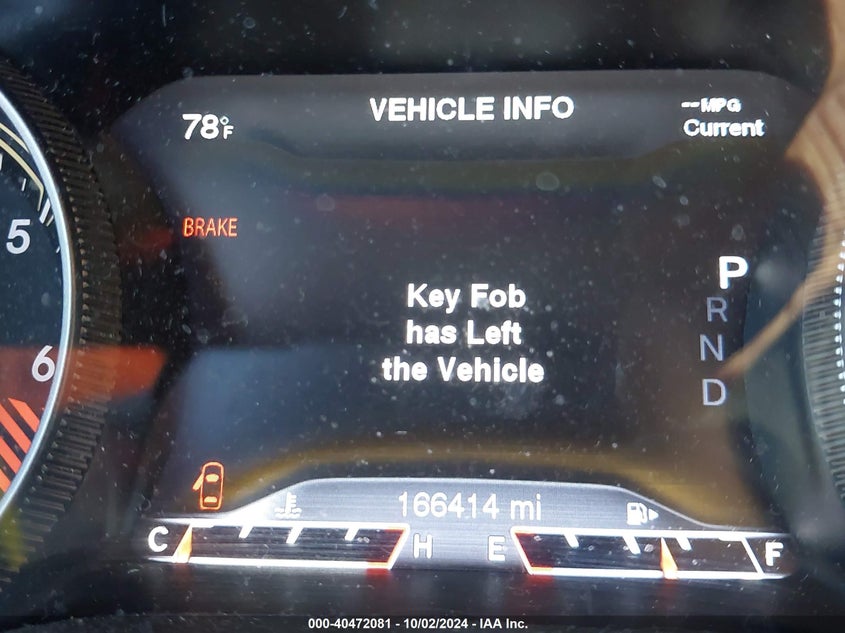 VEHICLE INFO
78°F
--MPG
Current
BRAKE
5
6
Key Fob
has Left
the Vehicle
P
R
N
D
166414 mi
C H E F
000-40472081 - 10/02/2024 - IAA Inc.